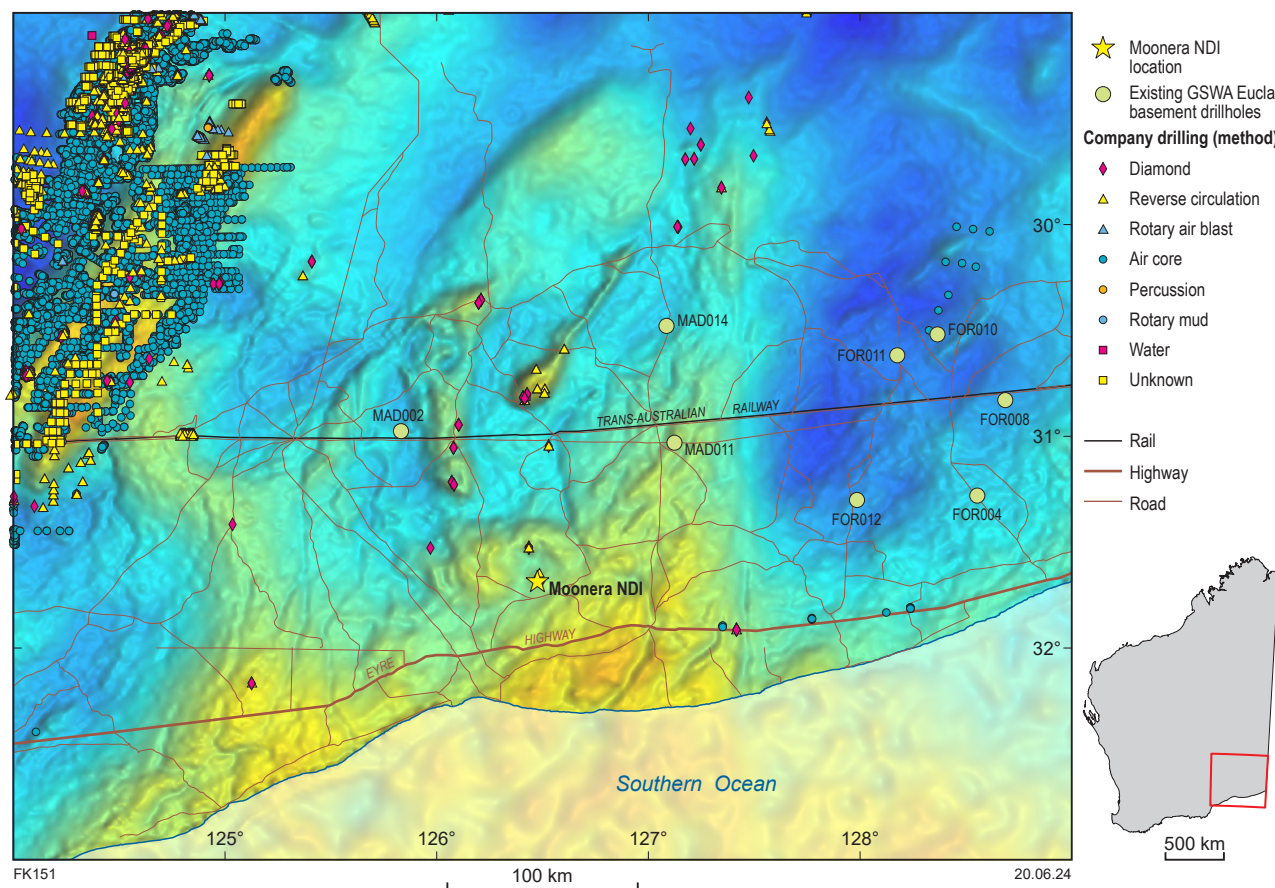 Moonera NDI
location
Existing GSWA Eucla
basement drillholes
Company drilling (method)
Diamond
Reverse circulation
Rotary air blast
Air core
Percussion
Rotary mud
Water
Unknown
Rail
Highway
Road
500 km
30°
31°
32°
125°
126°
127°
128°
MAD014
FOR010
FOR011
MAD002
TRANS-AUSTRALIAN RAILWAY
FOR008
MAD011
FOR012
FOR004
Moonera NDI
EYRE HIGHWAY
Southern Ocean
FK151
100 km
20.06.24